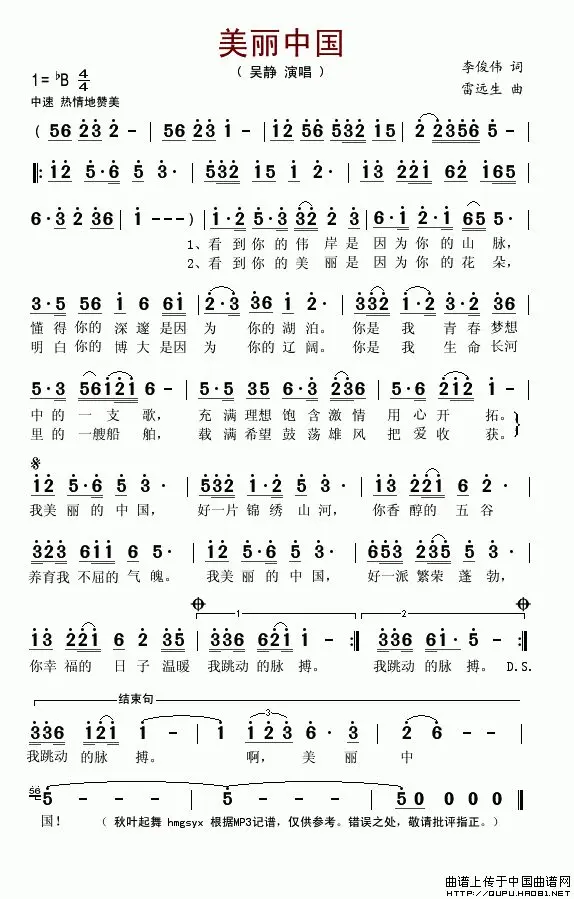 美丽中国
( 吴静 演唱 )
李俊伟 词
雷远生 曲
1= ♭B 4/4
中速 热情地赞美
( 56 23 2 - | 56 23 2 - | 12 56 532 15 | 2 2356 5
‖: 12 5·6 5 3· | 532 15 1 2· | 13 221 62 165
6·3 2 36 | 1 - - - ) | 1·2 5·3 32 2 3 | 6·1 2·1 65 5·
1、看到你的伟岸是因为你的山脉,
2、看到你的美丽是因为你的花朵,
3·5 56 1 6 61 | 2·3 36 1 - | 332 1·2 3·1 25
懂得你的深邃是因为你的湖泊。你是我青春梦想
明白你的博大是因为你的辽阔。你是我生命长河
5·3 56121 6 - | 5·5 35 6·3 236 | 5·6 212 1 -
中的一支歌,充满理想饱含激情用心开拓。
里的一艘船舶,载满希望鼓荡雄风把爱收获。
12 5·6 5 3· | 532 1·2 5 3· | 13 221 6 2·
我美丽的中国,好一片锦绣山河,你香醇的五谷
323 611 6 5· | 12 5·6 5 3· | 653 235 5 3·
养育我不屈的气魄。我美丽的中国,好一派繁荣蓬勃,
1
2
13 221 6 2 35 | 336 621 1 - :‖ 336 61· 5 - :‖
你幸福的日子温暖我跳动的脉搏。我跳动的脉搏。D.S.
结束句
336 121 1 - | 1 2 1 3 6· 3 | 1 - 2 -
3
我跳动的脉搏。啊,美丽中
56 5 - - - | 5 - - - | 5 0 0 0 ‖
国!
( 秋叶起舞 hmgsyx 根据MP3记谱，仅供参考。错误之处，敬请批评指正。)
曲谱上传于中国曲谱网
HTTP://QUPU.HAO81.NET